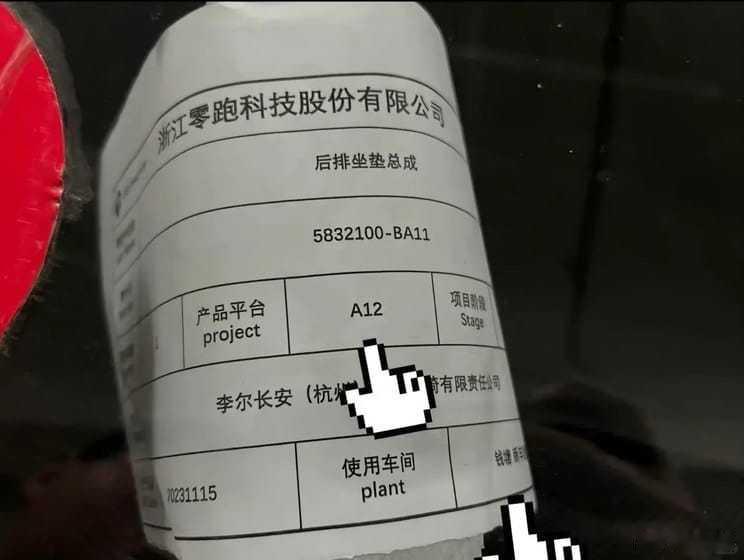 浙江零跑科技股份有限公司
后排坐垫总成
5832100-BA11
产品平台
project
A12
项目阶段
Stage
李尔长安（杭州 有限责任公司
20231115
使用车间
plant
钱塘